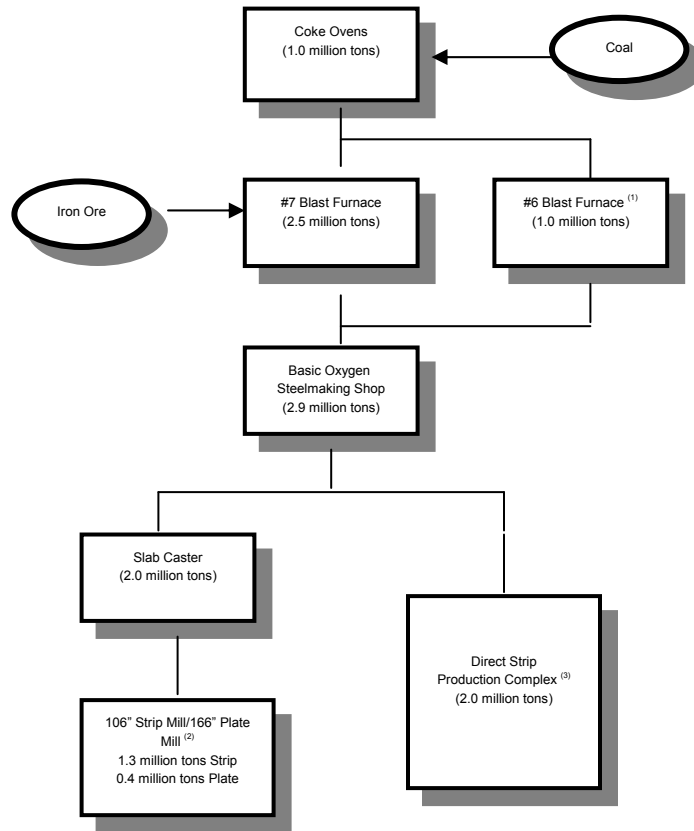 Coke Ovens
(1.0 million tons)
Coal
Iron Ore
#7 Blast Furnace
(2.5 million tons)
#6 Blast Furnace (1)
(1.0 million tons)
Basic Oxygen
Steelmaking Shop
(2.9 million tons)
Slab Caster
(2.0 million tons)
Direct Strip
Production Complex (3)
(2.0 million tons)
106” Strip Mill/166” Plate
Mill (2)
1.3 million tons Strip
0.4 million tons Plate